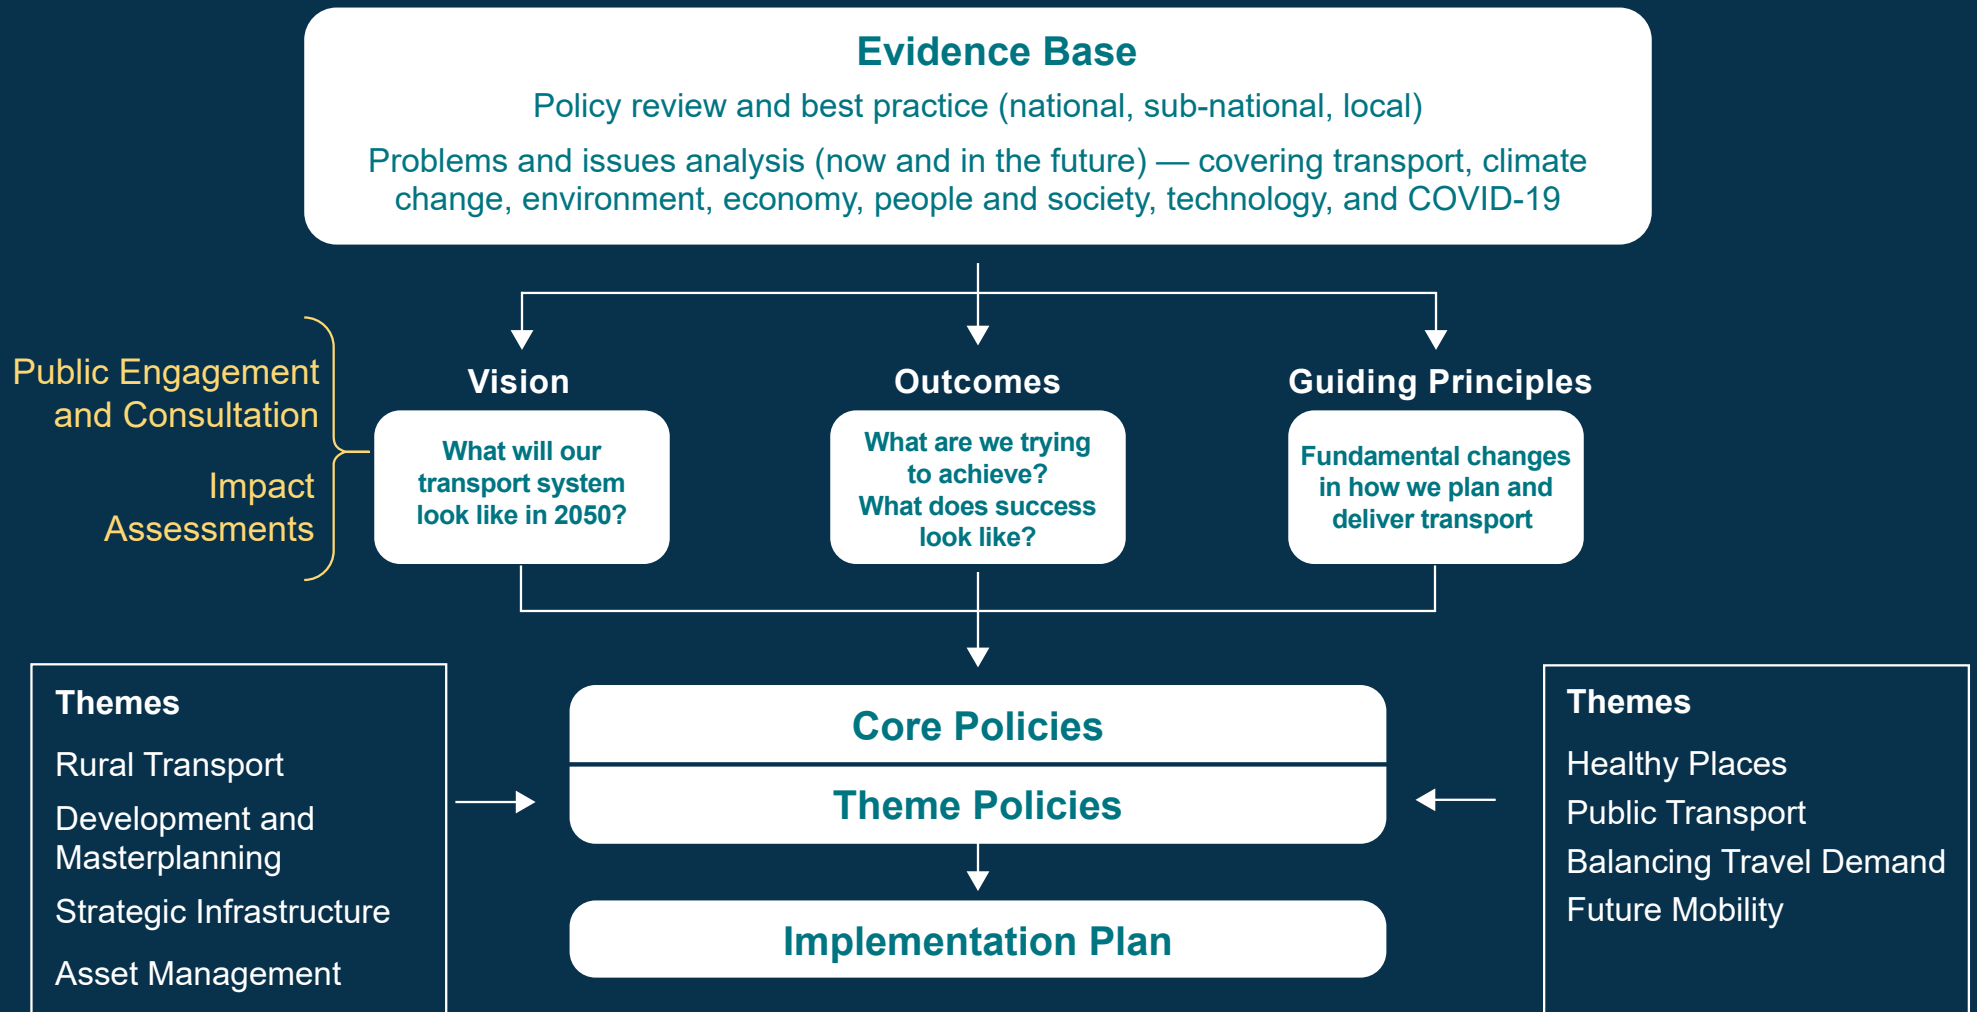 Evidence Base
Policy review and best practice (national, sub-national, local)
Problems and issues analysis (now and in the future) — covering transport, climate
change, environment, economy, people and society, technology, and COVID-19
Public Engagement
and Consultation
Impact
Assessments
Vision
What will our
transport system
look like in 2050?
Outcomes
What are we trying
to achieve?
What does success
look like?
Guiding Principles
Fundamental changes
in how we plan and
deliver transport
Themes
Rural Transport
Development and
Masterplanning
Strategic Infrastructure
Asset Management
Core Policies
Theme Policies
Implementation Plan
Themes
Healthy Places
Public Transport
Balancing Travel Demand
Future Mobility